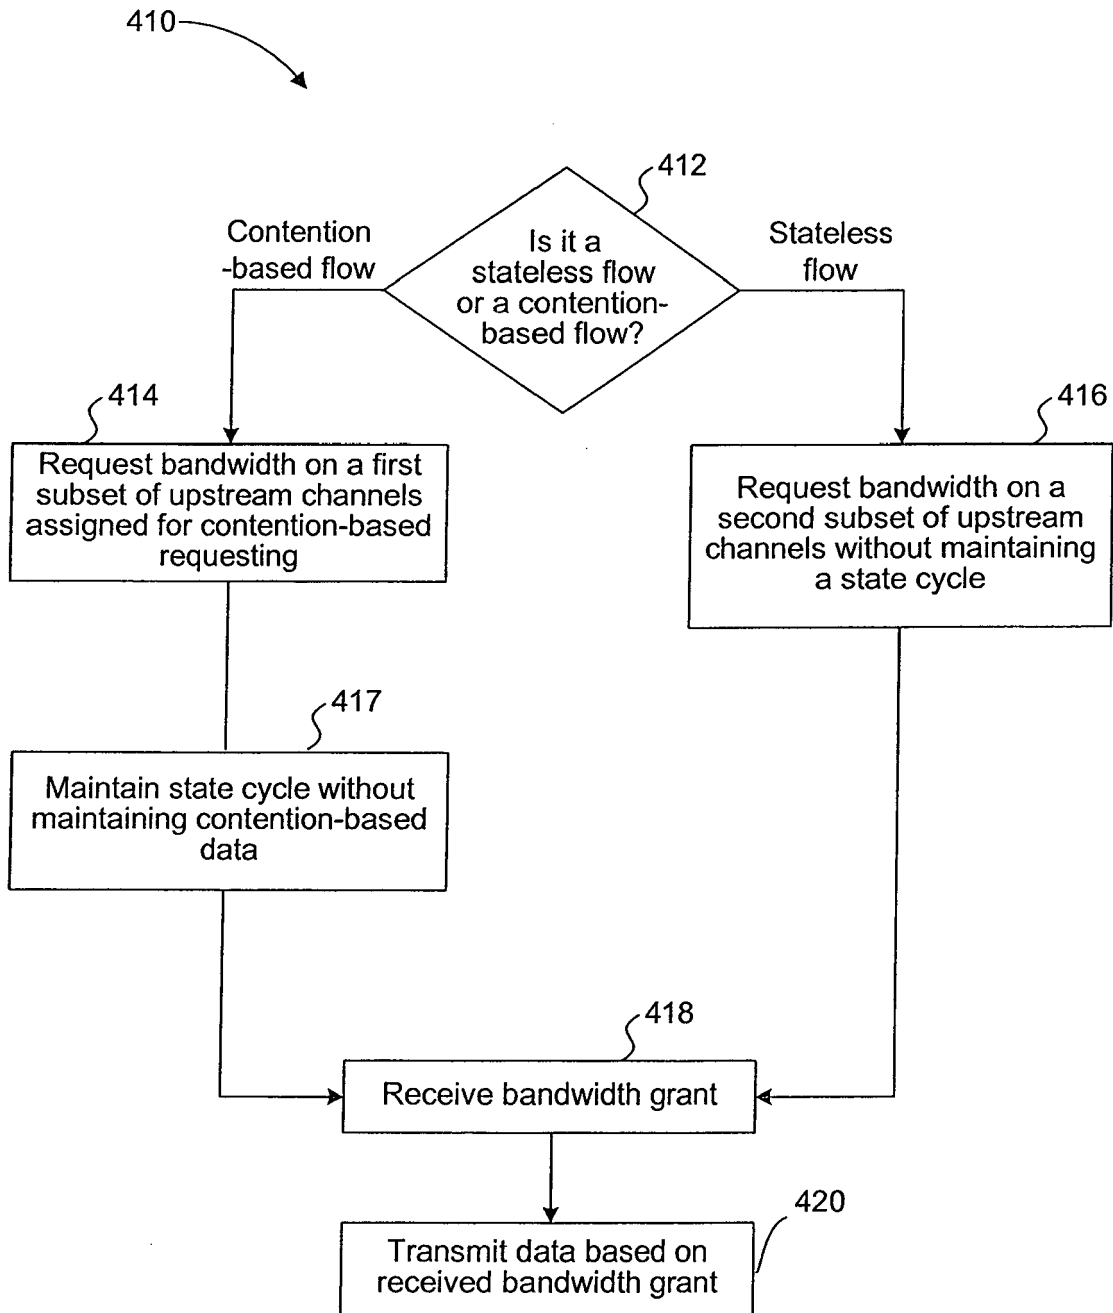 410
412
Contention
-based flow
Is it a
stateless flow
or a contention-
based flow?
Stateless
flow
414
Request bandwidth on a first
subset of upstream channels
assigned for contention-based
requesting
416
Request bandwidth on a
second subset of upstream
channels without maintaining
a state cycle
417
Maintain state cycle without
maintaining contention-based
data
418
Receive bandwidth grant
420
Transmit data based on
received bandwidth grant